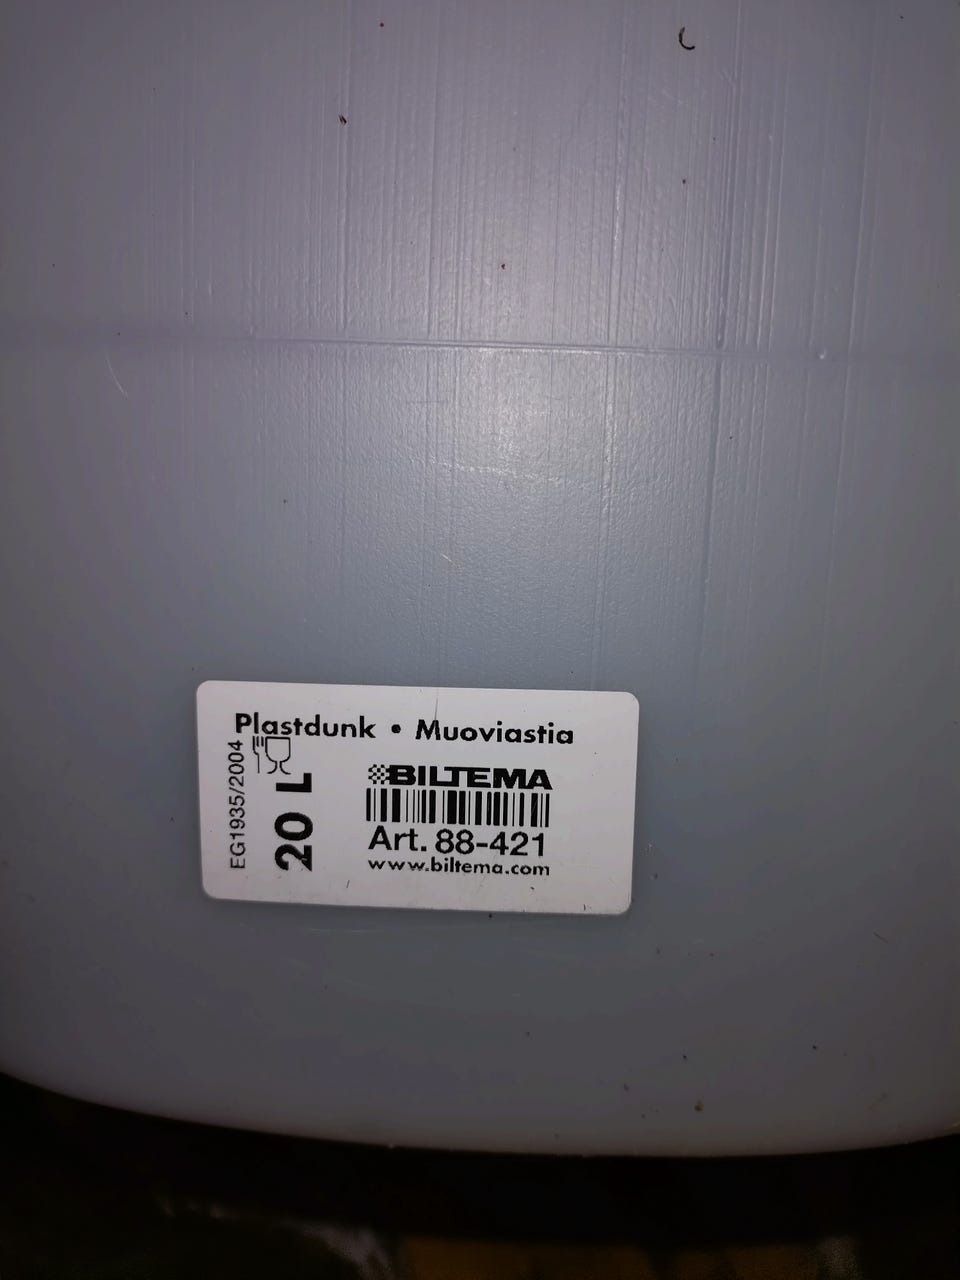 Plastdunk • Muoviastia
EG1935/2004
20 L
BILTEMA
Art. 88-421
www.biltema.com